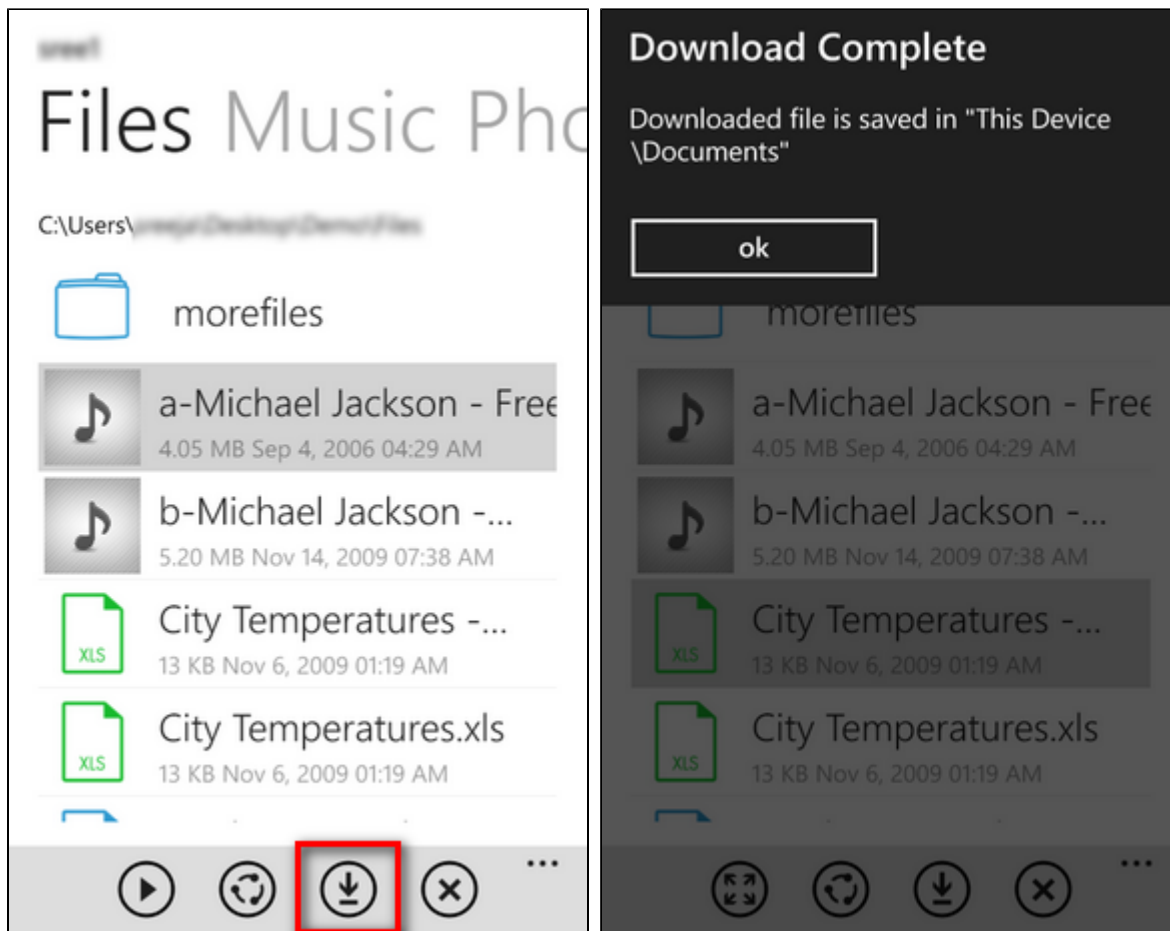 Files Music Pho
C:\Users\
morefiles
a-Michael Jackson - Free
4.05 MB Sep 4, 2006 04:29 AM
b-Michael Jackson -...
5.20 MB Nov 14, 2009 07:38 AM
City Temperatures -...
XLS
13 KB Nov 6, 2009 01:19 AM
City Temperatures.xls
XLS
13 KB Nov 6, 2009 01:19 AM
Download Complete
Downloaded file is saved in "This Device
\Documents"
ok
morefiles
a-Michael Jackson - Free
4.05 MB Sep 4, 2006 04:29 AM
b-Michael Jackson -...
5.20 MB Nov 14, 2009 07:38 AM
City Temperatures -...
XLS
13 KB Nov 6, 2009 01:19 AM
City Temperatures.xls
XLS
13 KB Nov 6, 2009 01:19 AM